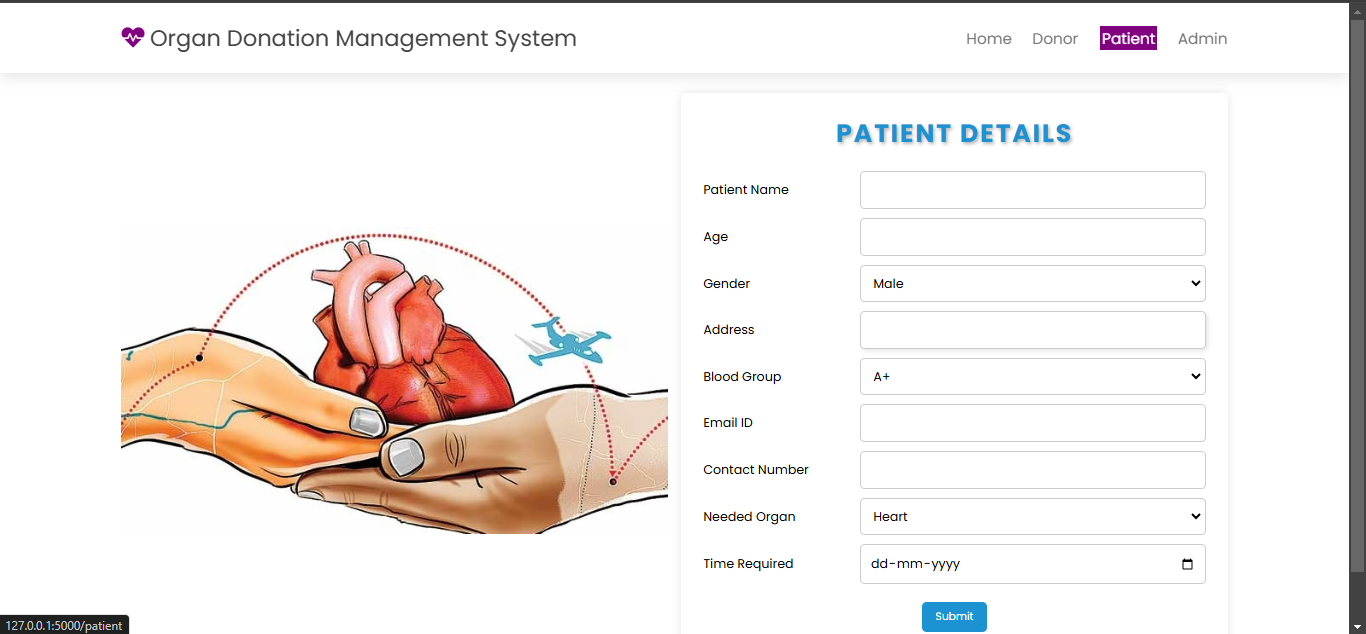 Organ Donation Management System
Home Donor Patient Admin
PATIENT DETAILS
Patient Name
Age
Gender Male
Address
Blood Group A+
Email ID
Contact Number
Needed Organ Heart
Time Required dd-mm-yyyy
Submit
127.0.0.1:5000/patient